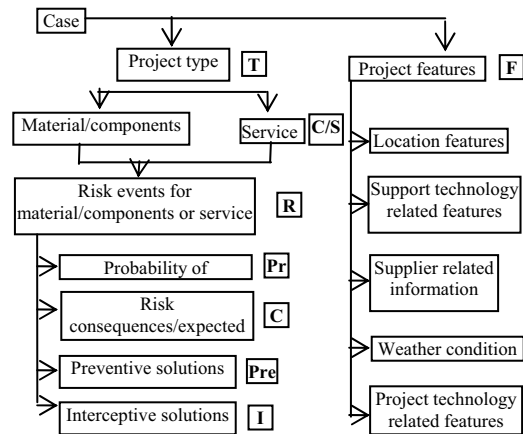 Case
Project type
T
Project features
F
Material/components
Service
C/S
Location features
Risk events for
material/components or service
R
Support technology
related features
Probability of
Pr
Supplier related
information
Risk
consequences/expected
C
Weather condition
Preventive solutions
Pre
Interceptive solutions
I
Project technology
related features